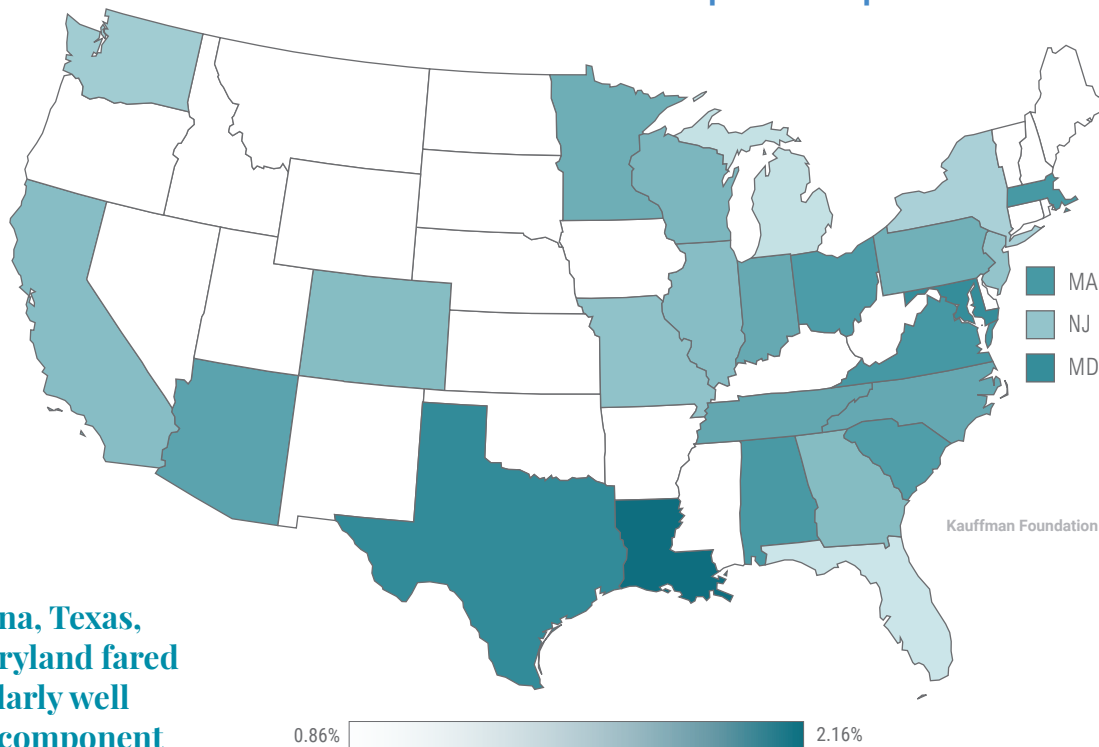 MA
NJ
MD
Kauffman Foundation
na, Texas,
ryland fared
larly well
component
0.86%
2.16%